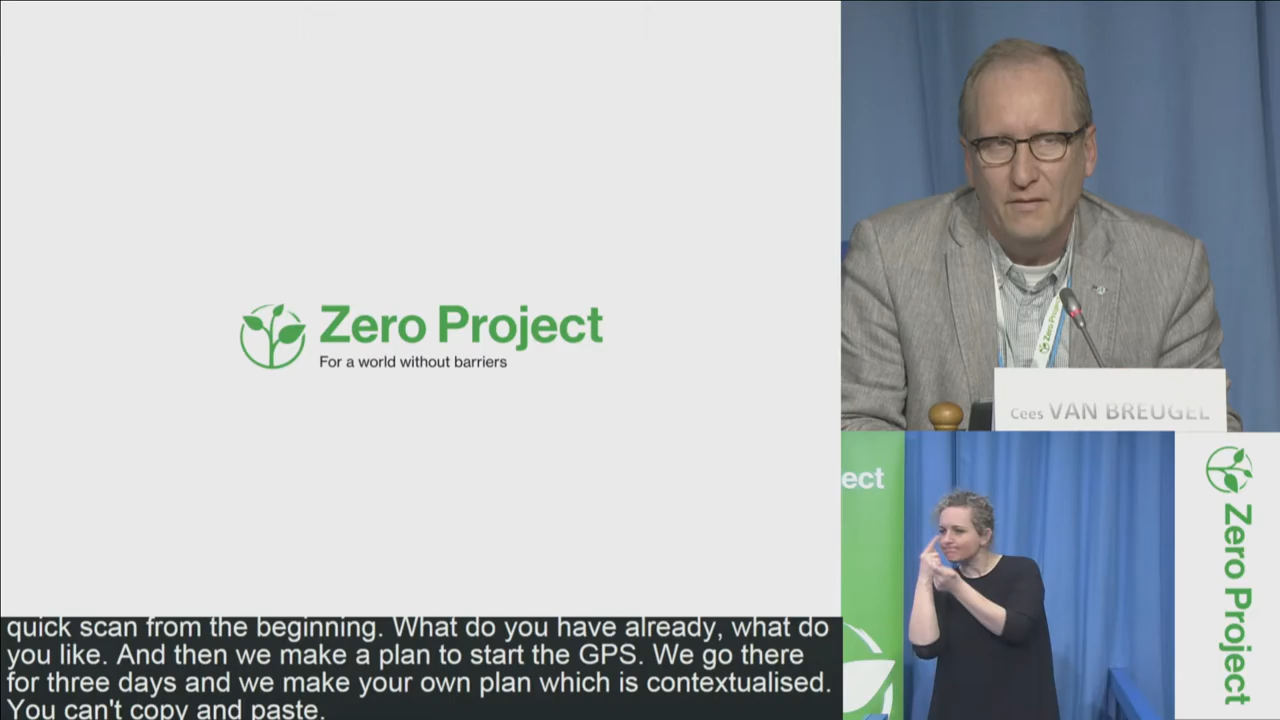 Zero Project
For a world without barriers
Zero Project
Cees VAN BREUGEL
ect
Zero Project
quick scan from the beginning. What do you have already, what do
you like. And then we make a plan to start the GPS. We go there
for three days and we make your own plan which is contextualised.
You can't copy and paste.